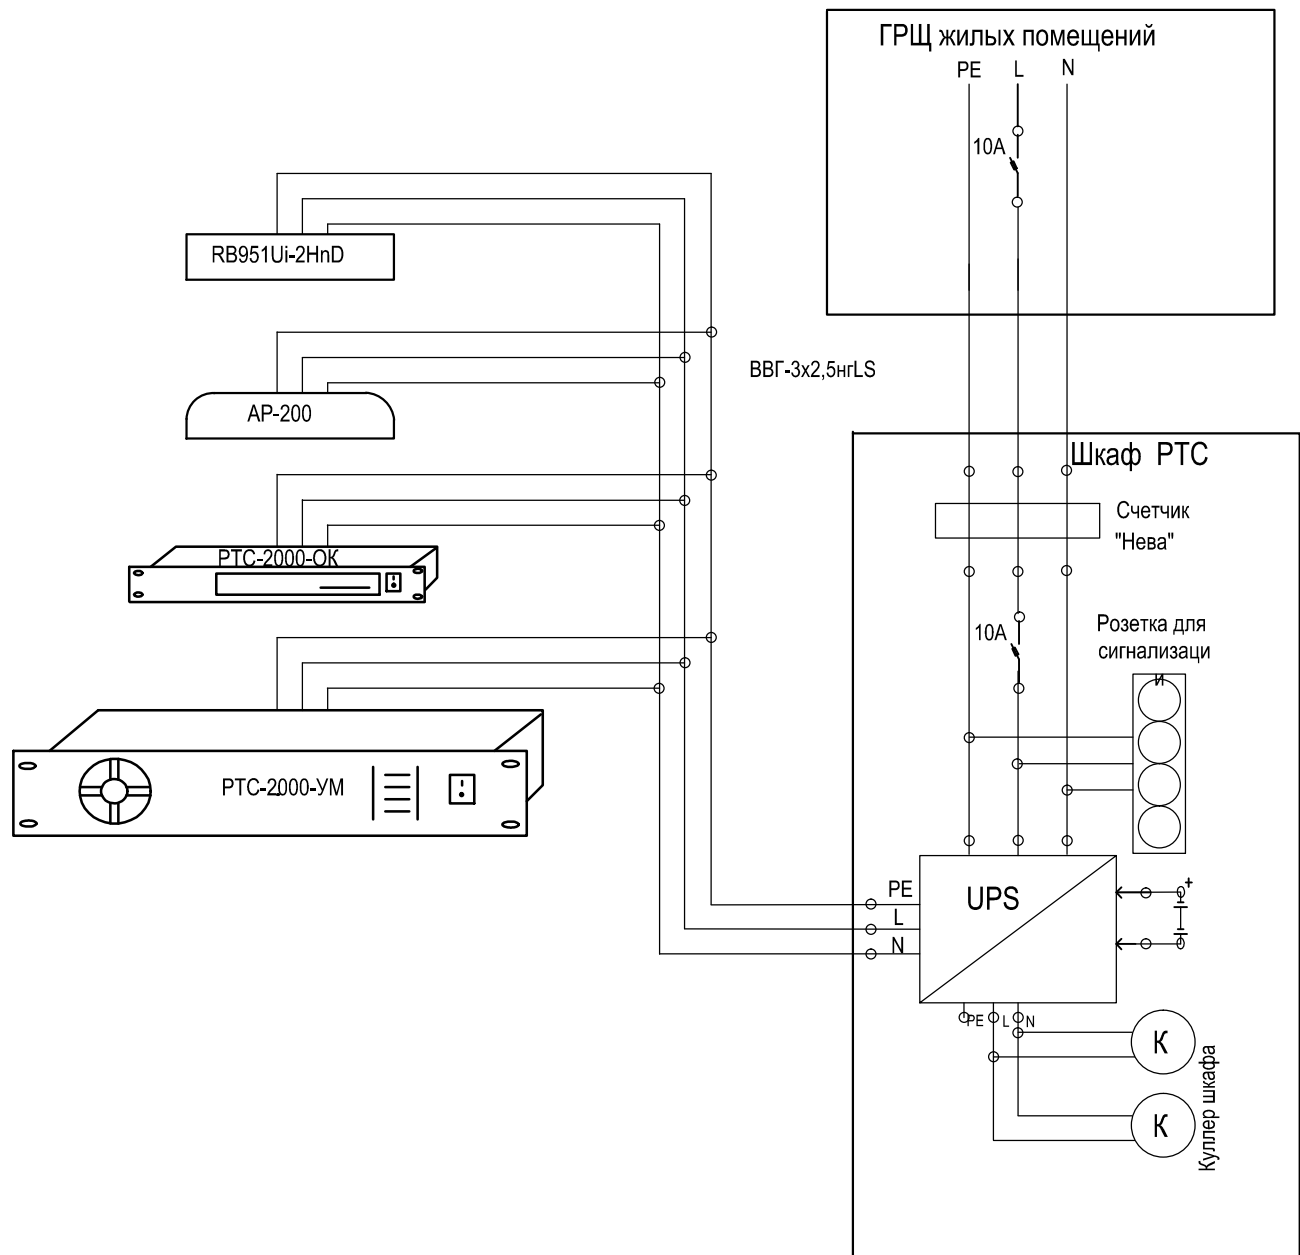 ГРЩ жилых помещений
PE L N
10A
RB951Ui-2HnD
ВВГ-3х2,5нгLS
АР-200
Шкаф РТС
Счетчик
"Нева"
РТС-2000-ОК
10A
Розетка для
сигнализаци
и
РТС-2000-УМ
PE
L
N
UPS
+
PE L N
К
К
Куллер шкафа